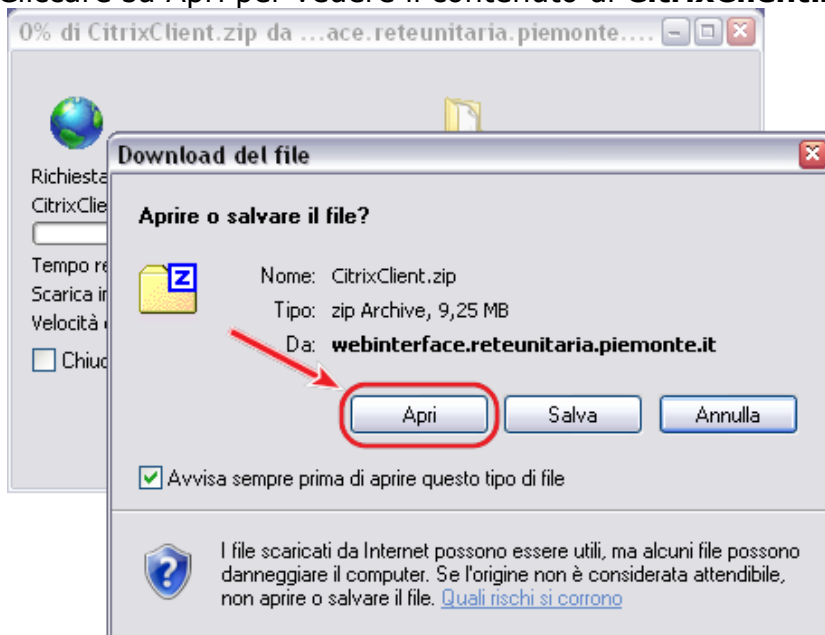 Cliccare su Apri per vedere il contenuto di
0% di CitrixClient.zip da ...ace.reteunitaria.piemonte....
Download del file
Richiesta
Aprire o salvare il file?
Nome: CitrixClient.zip
Tipo: zip Archive, 9,25 MB
Da: webinterface.reteunitaria.piemonte.it
Tempo
Scarica
Velocità
Apri Salva Annulla
Avvisa sempre prima di aprire questo tipo di file
I file scaricati da Internet possono essere utili, ma alcuni file possono
danneggiare il computer. Se l'origine non è considerata attendibile,
non aprire o salvare il file. Quali rischi si corrono